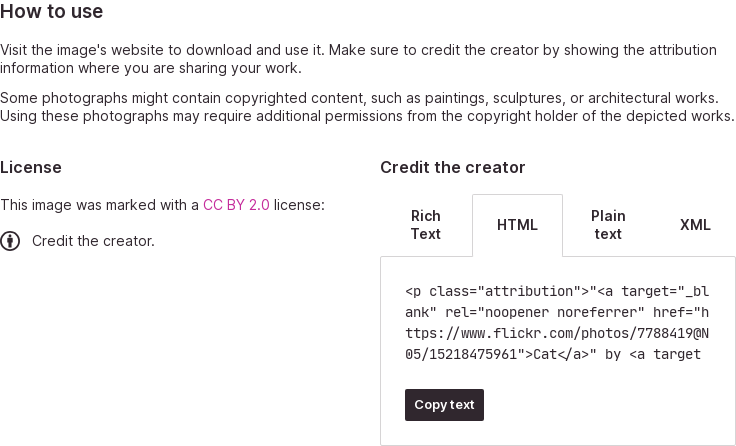 How to use
Visit the image's website to download and use it. Make sure to credit the creator by showing the attribution
information where you are sharing your work.
Some photographs might contain copyrighted content, such as paintings, sculptures, or architectural works.
Using these photographs may require additional permissions from the copyright holder of the depicted works.
License
This image was marked with a CC BY 2.0 license:
Credit the creator.
Credit the creator
Rich
Text
HTML
Plain
text
XML
<p class="attribution">"<a target="_bl
ank" rel="noopener noreferrer" href="h
ttps://www.flickr.com/photos/7788419@N
05/15218475961">Cat</a>" by <a target
Copy text